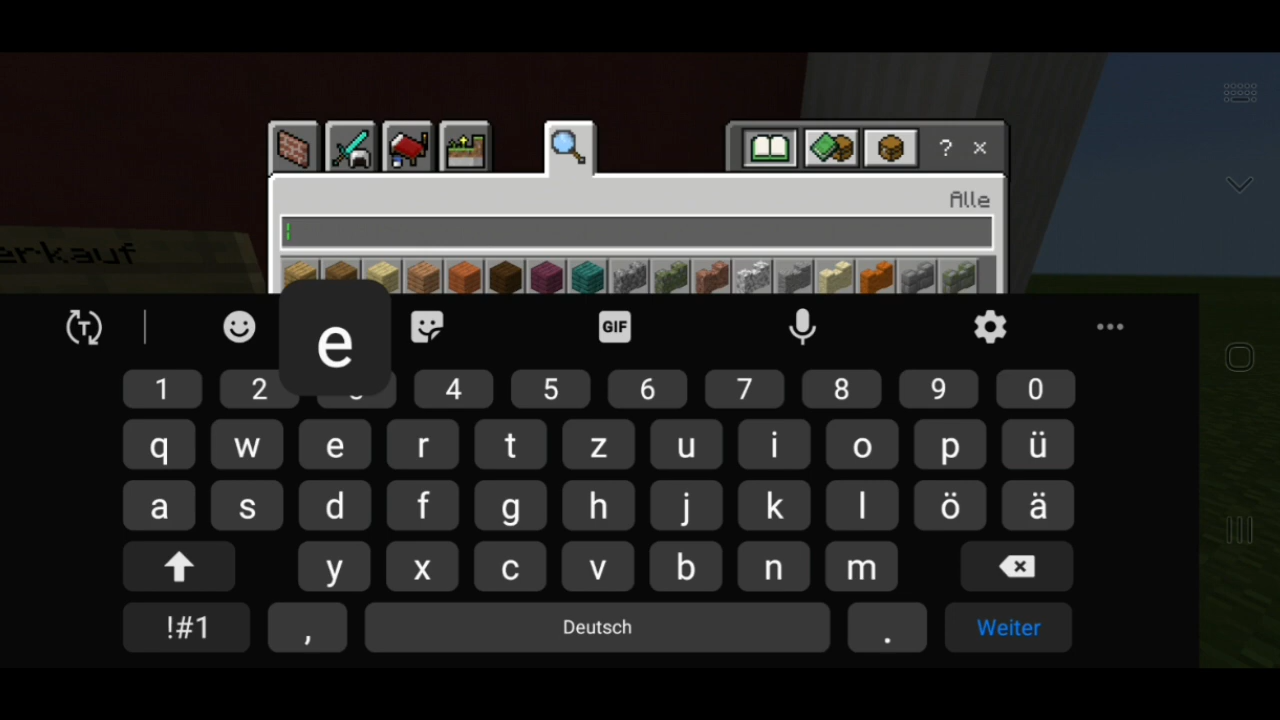 ? ×
Alle
erkauf
GIF
e
1 2 4 5 6 7 8 9 0
q w e r t z u i o p ü
a s d f g h j k l ö ä
y x c v b n m
!#1 , Deutsch . Weiter